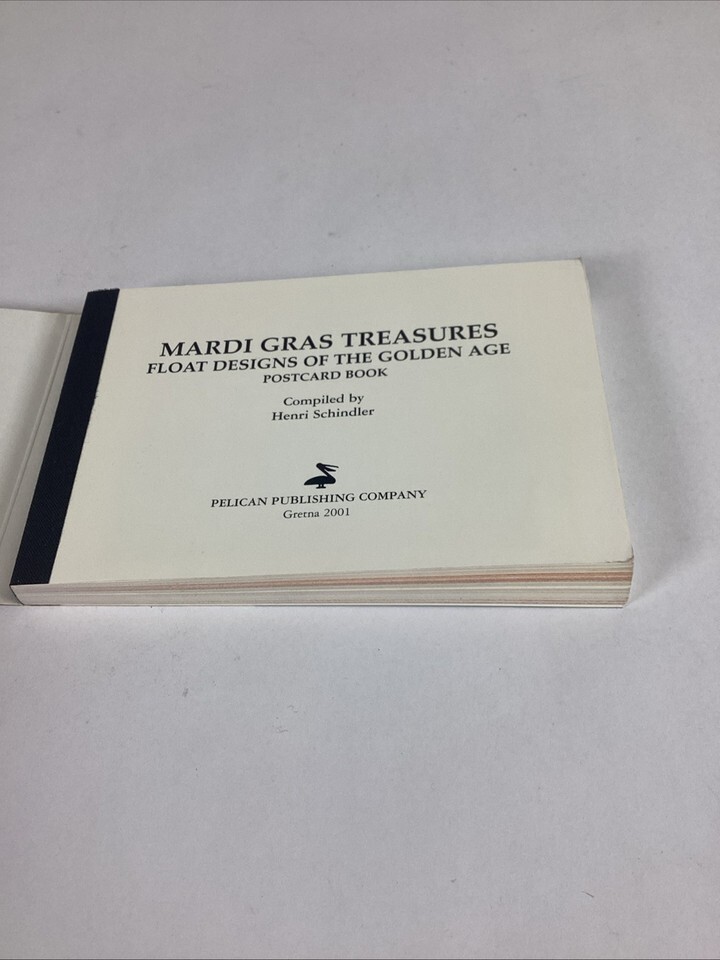 MARDI GRAS TREASURES
FLOAT DESIGNS OF THE GOLDEN AGE
POSTCARD BOOK
Compiled by
Henri Schindler
PELICAN PUBLISHING COMPANY
Gretna 2001